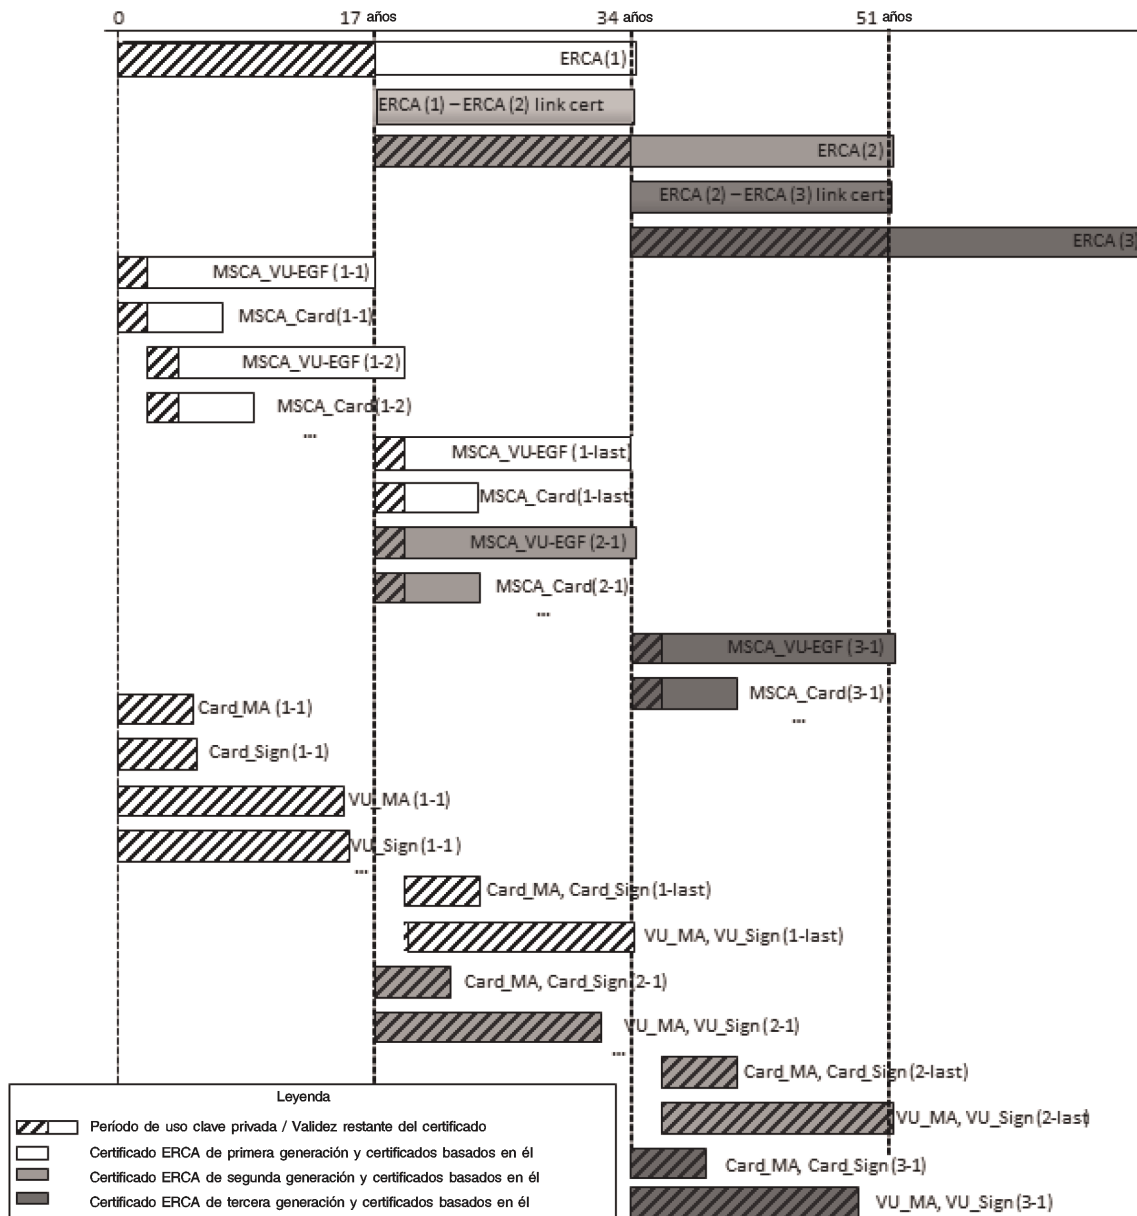 0 17 años 34 años 51 años
ERCA (1)
ERCA (1) – ERCA (2) link cert
ERCA (2)
ERCA (2) – ERCA (3) link cert
ERCA (3)
MSCA_VU-EGF (1-1)
MSCA_Card(1-1)
MSCA_VU-EGF (1-2)
MSCA_Card(1-2)
...
MSCA_VU-EGF (1-last)
MSCA_Card(1-last
MSCA_VU-EGF (2-1)
MSCA_Card(2-1)
...
MSCA_VU-EGF (3-1)
MSCA_Card(3-1)
...
Card_MA (1-1)
Card_Sign (1-1)
VU_MA (1-1)
VU_Sign (1-1)
...
Card_MA, Card_Sign (1-last)
VU_MA, VU_Sign (1-last)
Card_MA, Card_Sign (2-1)
VU_MA, VU_Sign (2-1)
...
Card_MA, Card_Sign (2-last)
VU_MA, VU_Sign (2-last)
Card_MA, Card_Sign (3-1)
VU_MA, VU_Sign (3-1)
Leyenda
Período de uso clave privada / Validez restante del certificado
Certificado ERCA de primera generación y certificados basados en él
Certificado ERCA de segunda generación y certificados basados en él
Certificado ERCA de tercera generación y certificados basados en él